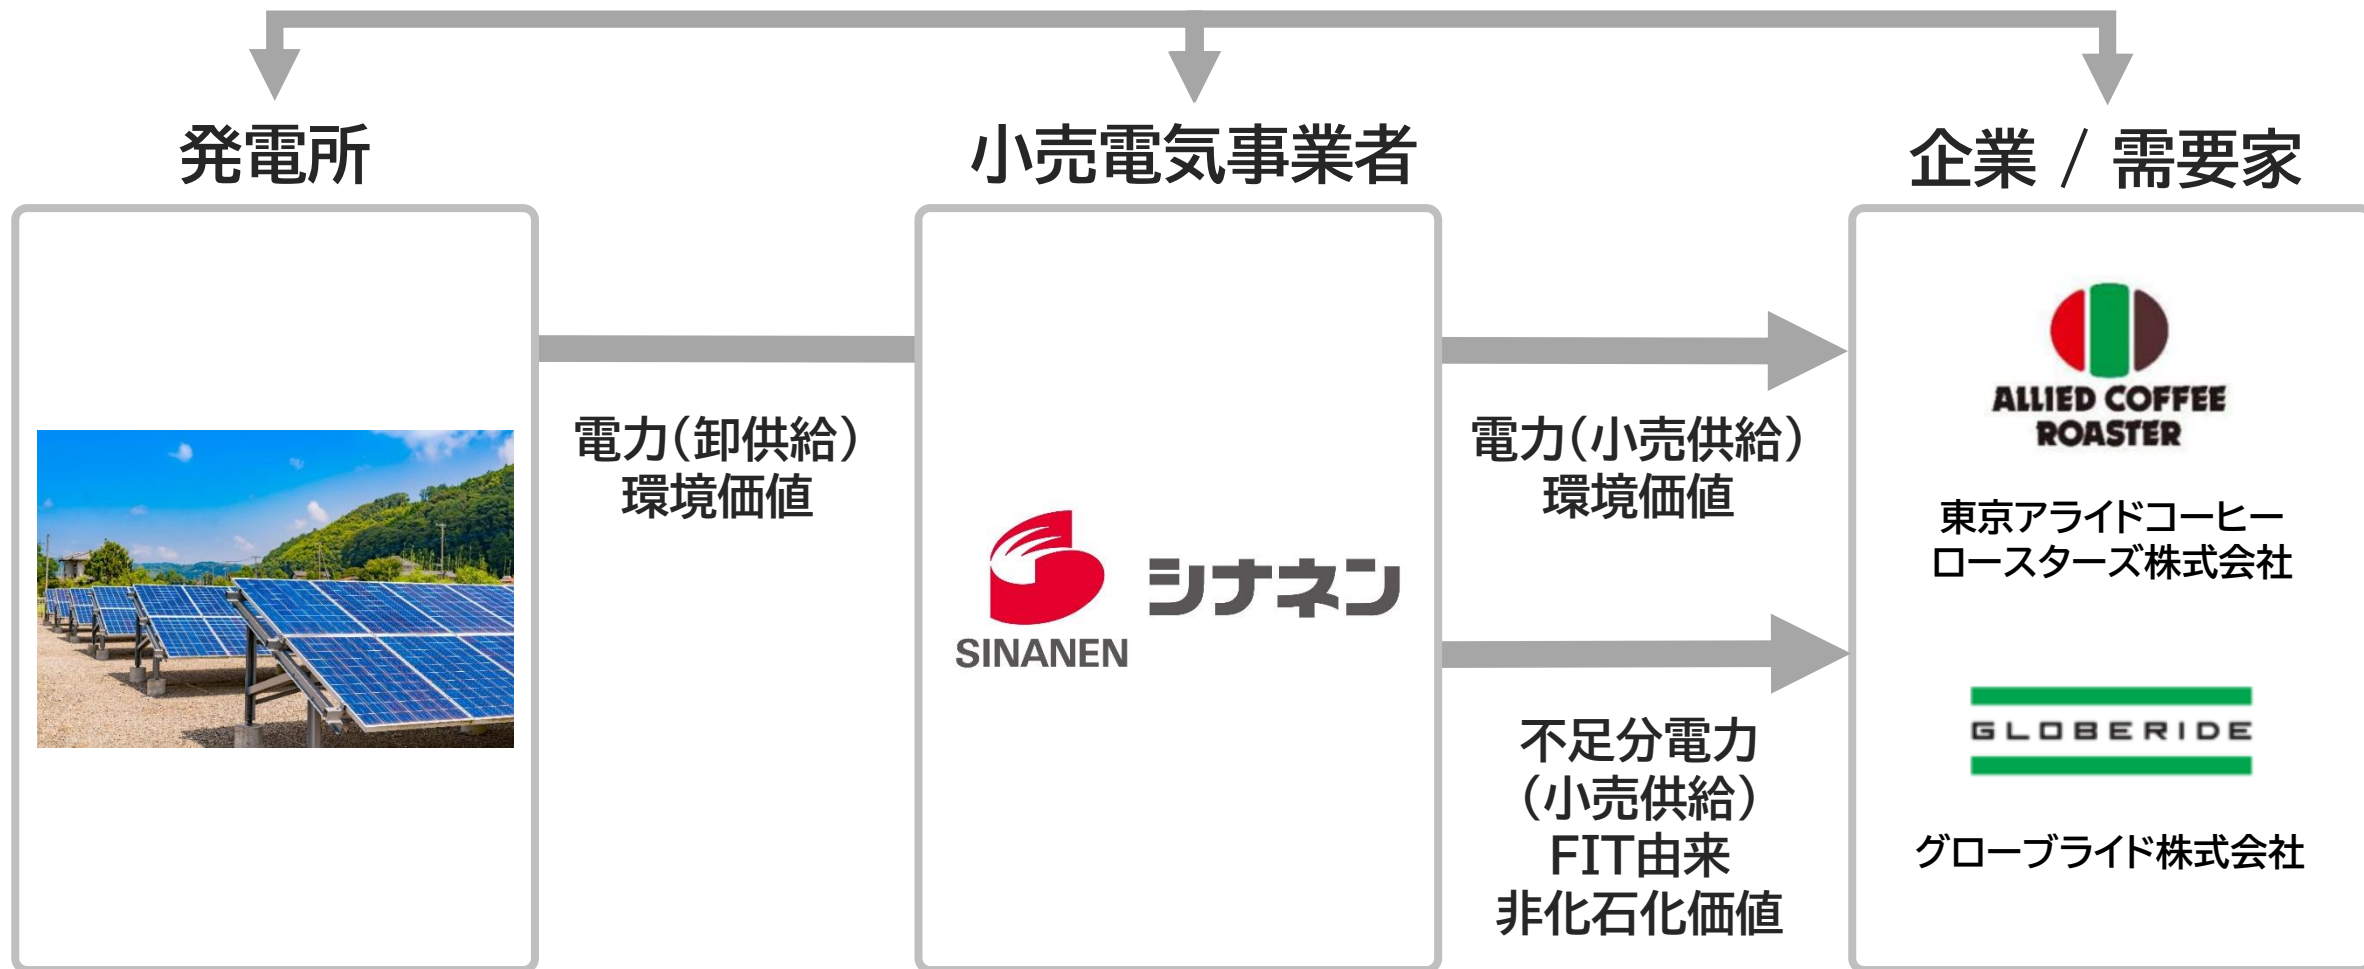 発電所
小売電気事業者
企業 / 需要家
電力(卸供給)
環境価値
SINANEN
シナネン
電力(小売供給)
環境価値
不足分電力
(小売供給)
FIT由来
非化石化価値
ALLIED COFFEE
ROASTER
東京アライドコーヒー
ロースターズ株式会社
GLOBERIDE
グローブライド株式会社